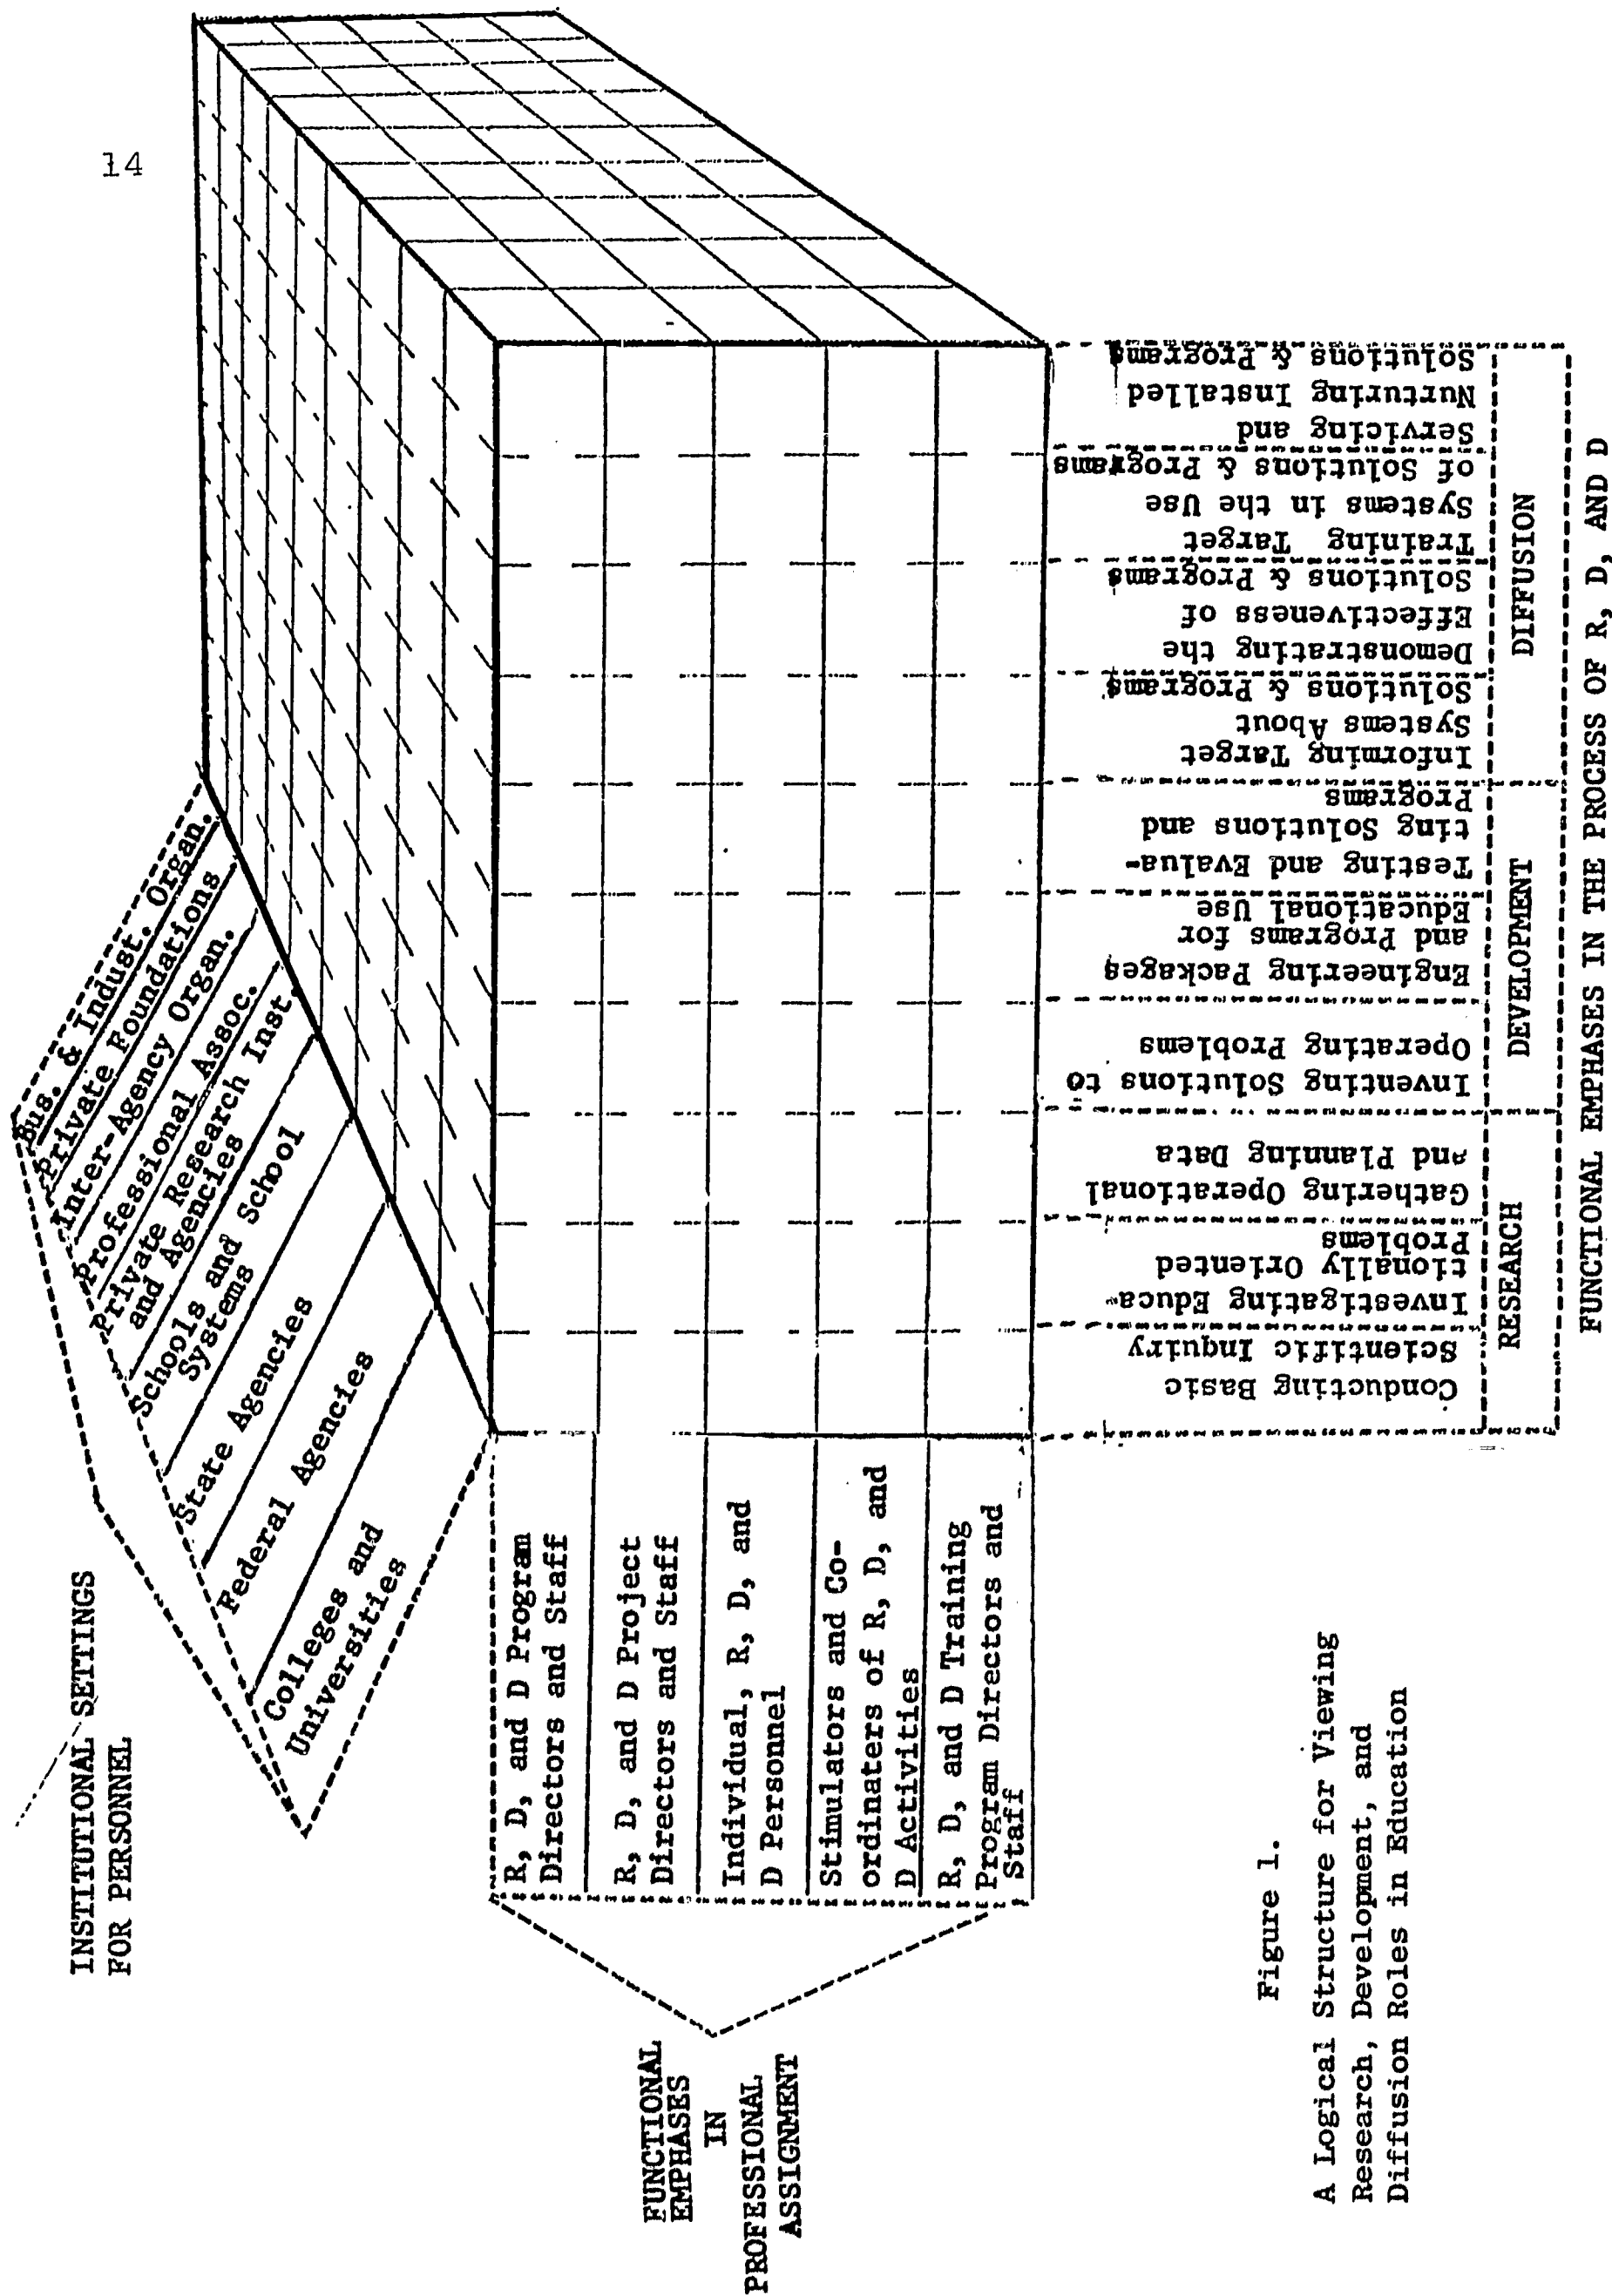 14
INSTITUTIONAL SETTINGS
FOR PERSONNEL
Bus. & Indust. Organ.
Private Foundations
Inter-Agency Organ.
Professional Assoc.
Private Research Inst.
and Agencies
Schools and School
Systems
State Agencies
Federal Agencies
Colleges and
Universities
FUNCTIONAL
EMPHASES
IN
PROFESSIONAL
ASSIGNMENT
R, D, and D Program
Directors and Staff
R, D, and D Project
Directors and Staff
Individual, R, D, and
D Personnel
Stimulators and Co-
ordinaters of R, D, and
D Activities
R, D, and D Training
Program Directors and
Staff
Conducting Basic
Scientific Inquiry
Investigating Educa-
tionally Oriented
Problems
Gathering Operational
and Planning Data
Inventing Solutions to
Operating Problems
Engineering Packages
and Programs for
Educational Use
Testing and Evalua-
ting Solutions and
Programs
Informing Target
Systems About
Solutions & Programs
Demonstrating the
Effectiveness of
Solutions & Programs
Training Target
Systems in the Use
of Solutions & Programs
Servicing and
Nurturing Installed
Solutions & Programs
RESEARCH
DEVELOPMENT
DIFFUSION
FUNCTIONAL EMPHASES IN THE PROCESS OF R, D, AND D
Figure 1.
A Logical Structure for Viewing
Research, Development, and
Diffusion Roles in Education